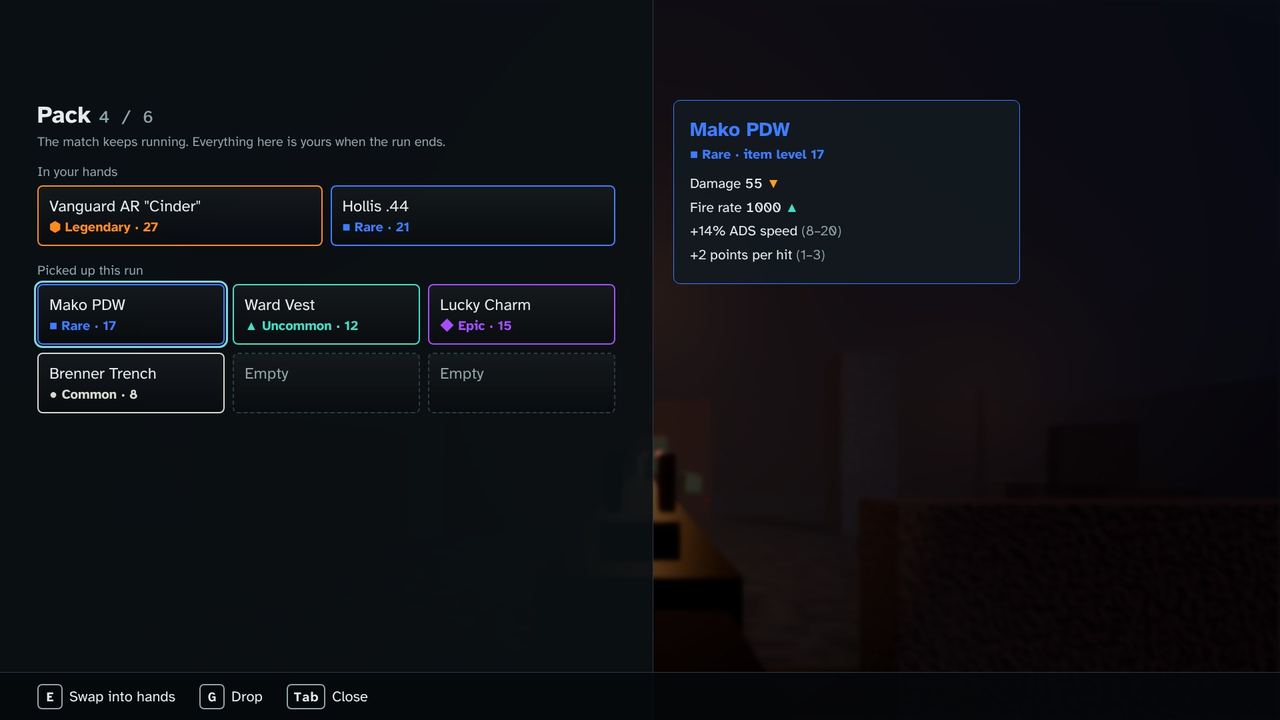 Pack 4 / 6
The match keeps running. Everything here is yours when the run ends.
In your hands
Vanguard AR "Cinder"
Legendary · 27
Hollis .44
Rare · 21
Picked up this run
Mako PDW
Rare · 17
Ward Vest
Uncommon · 12
Lucky Charm
Epic · 15
Brenner Trench
Common · 8
Empty
Empty
Mako PDW
Rare · item level 17
Damage 55 ▼
Fire rate 1000 ▲
+14% ADS speed (8–20)
+2 points per hit (1–3)
E Swap into hands
G Drop
Tab Close